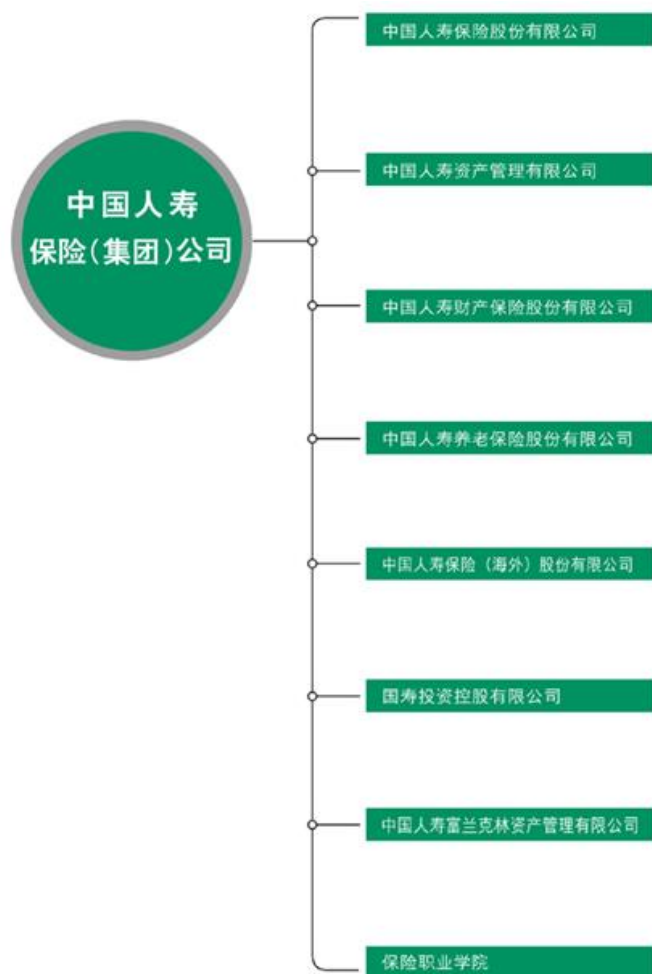 中国人寿
保险(集团)公司
中国人寿保险股份有限公司
中国人寿资产管理有限公司
中国人寿财产保险股份有限公司
中国人寿养老保险股份有限公司
中国人寿保险（海外）股份有限公司
国寿投资控股有限公司
中国人寿富兰克林资产管理有限公司
保险职业学院